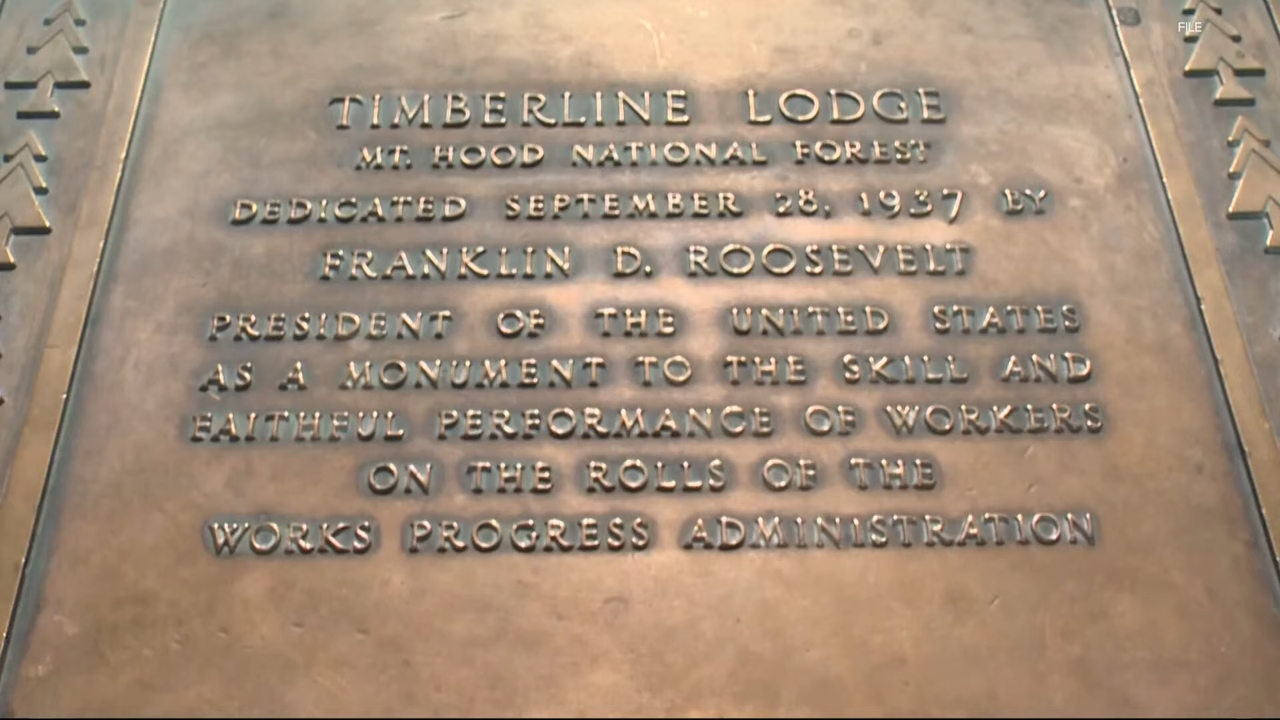 FILE
TIMBERLINE LODGE
MT. HOOD NATIONAL FOREST
DEDICATED SEPTEMBER 28, 1937 BY
FRANKLIN D. ROOSEVELT
PRESIDENT OF THE UNITED STATES
AS A MONUMENT TO THE SKILL AND
FAITHFUL PERFORMANCE OF WORKERS
ON THE ROLLS OF THE
WORKS PROGRESS ADMINISTRATION